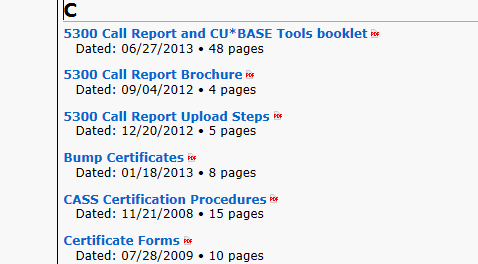 C
5300 Call Report and CU*BASE Tools booklet
Dated: 06/27/2013 • 48 pages
5300 Call Report Brochure
Dated: 09/04/2012 • 4 pages
5300 Call Report Upload Steps
Dated: 12/20/2012 • 5 pages
Bump Certificates
Dated: 01/18/2013 • 8 pages
CASS Certification Procedures
Dated: 11/21/2008 • 15 pages
Certificate Forms
Dated: 07/28/2009 • 10 pages